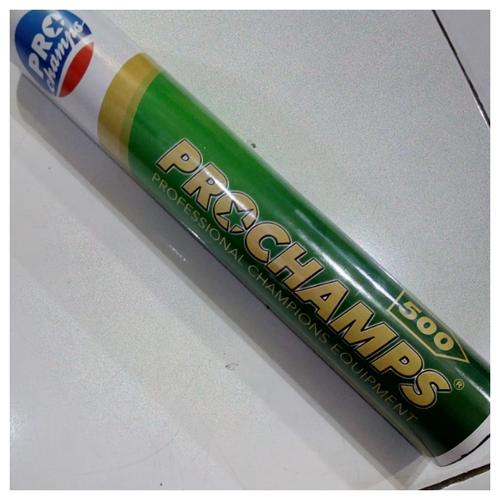 PRO
champs
PROCHAMPS®
PROFESSIONAL CHAMPIONS EQUIPMENT
500